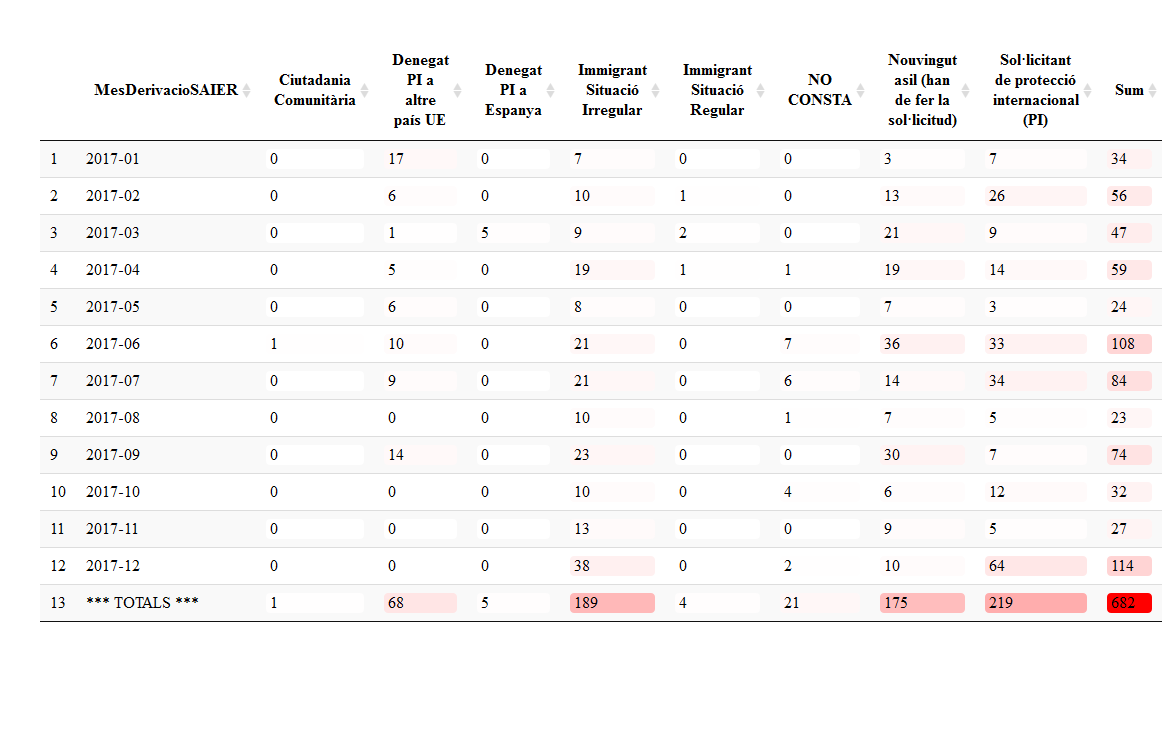 MesDerivacioSAIER Ciutadania Comunitària Denegat PI a altre país UE Denegat PI a Espanya Immigrant Situació Irregular Immigrant Situació Regular NO CONSTA Nouvingut asil (han de fer la sol·licitud) Sol·licitant de protecció internacional (PI) Sum
1 2017-01 0 17 0 7 0 0 3 7 34
2 2017-02 0 6 0 10 1 0 13 26 56
3 2017-03 0 1 5 9 2 0 21 9 47
4 2017-04 0 5 0 19 1 1 19 14 59
5 2017-05 0 6 0 8 0 0 7 3 24
6 2017-06 1 10 0 21 0 7 36 33 108
7 2017-07 0 9 0 21 0 6 14 34 84
8 2017-08 0 0 0 10 0 1 7 5 23
9 2017-09 0 14 0 23 0 0 30 7 74
10 2017-10 0 0 0 10 0 4 6 12 32
11 2017-11 0 0 0 13 0 0 9 5 27
12 2017-12 0 0 0 38 0 2 10 64 114
13 *** TOTALS *** 1 68 5 189 4 21 175 219 682